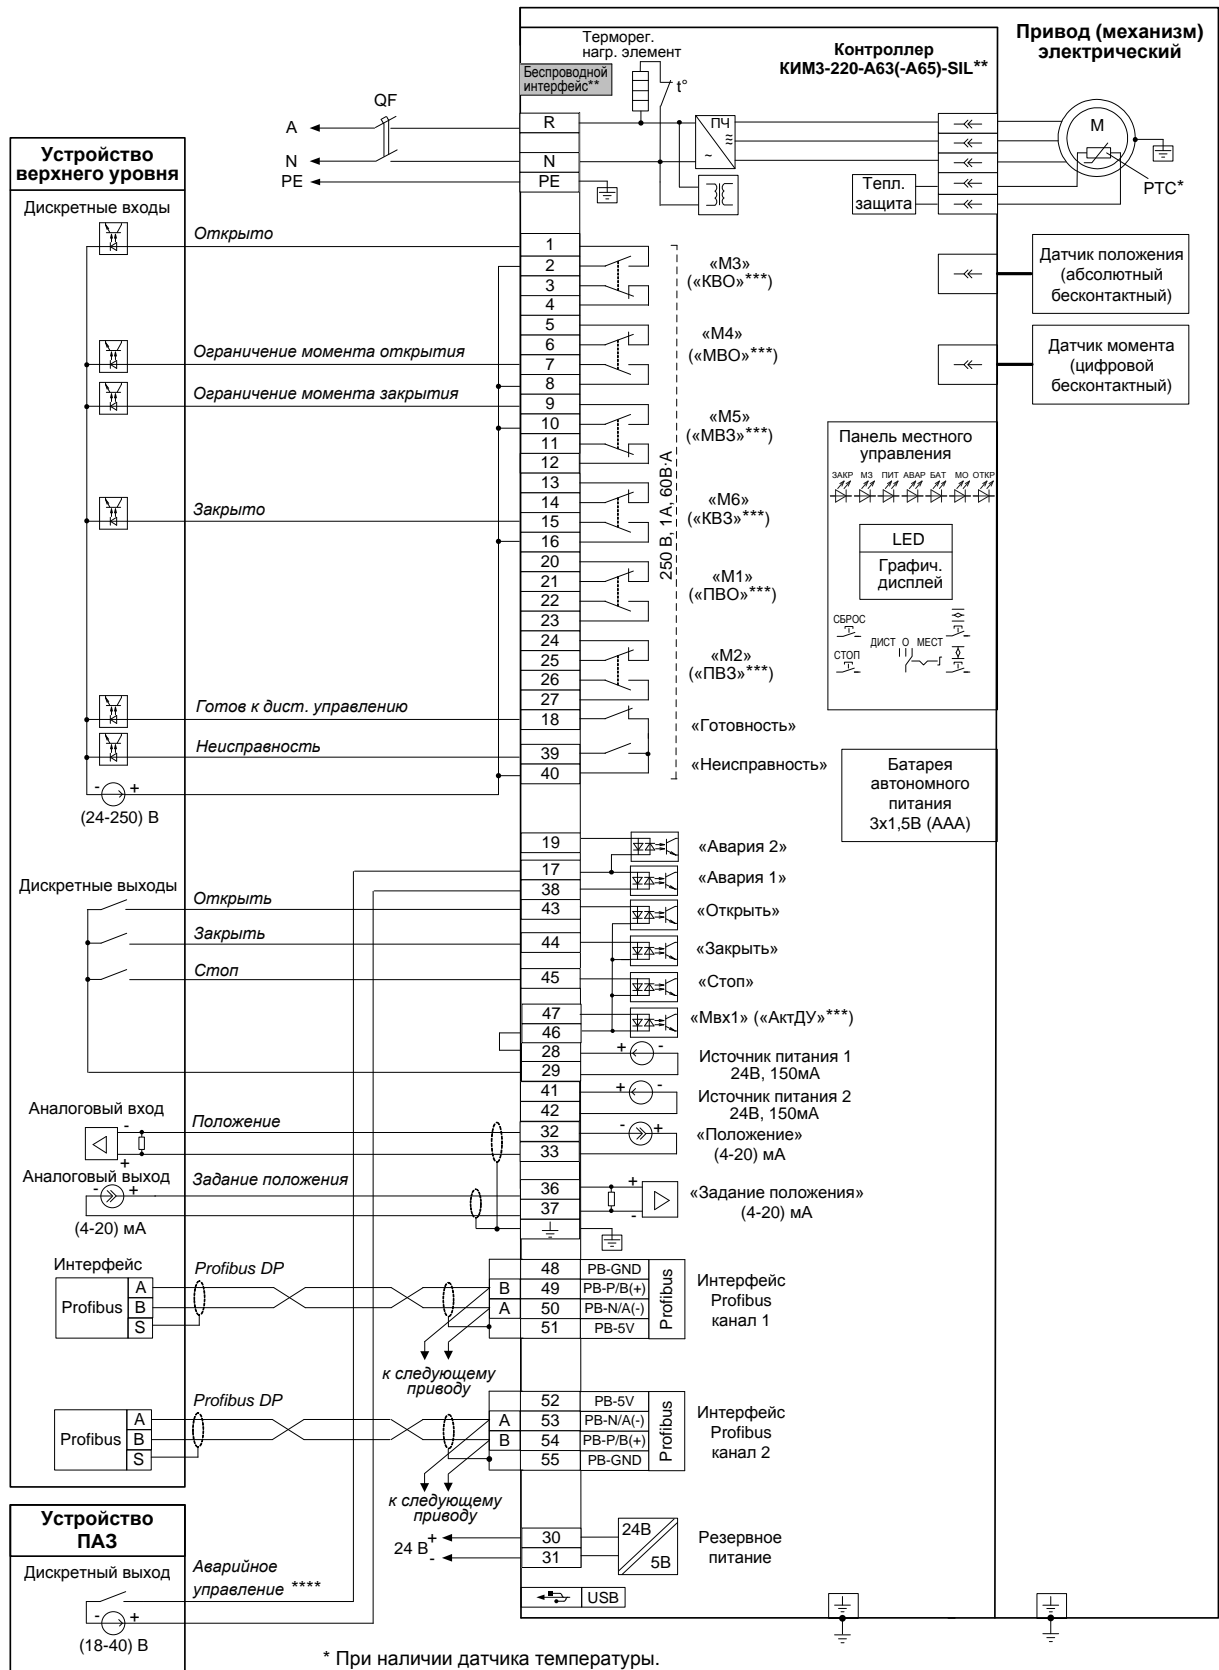 Терморег.
нагр. элемент
Беспроводной
интерфейс**
Контроллер
КИМ3-220-А63(-А65)-SIL**
Привод (механизм)
электрический
t°
QF
A
N
PE
R
N
PE
ПЧ
≈
~
M
PTC*
Тепл.
защита
Устройство
верхнего уровня
Дискретные входы
Открыто
Ограничение момента открытия
Ограничение момента закрытия
Закрыто
Готов к дист. управлению
Неисправность
- +
(24-250) В
1
2
3
4
5
6
7
8
9
10
11
12
13
14
15
16
20
21
22
23
24
25
26
27
18
39
40
«М3»
(«КВО»***)
«М4»
(«МВО»***)
«М5»
(«МВЗ»***)
«М6»
(«КВЗ»***)
«М1»
(«ПВО»***)
«М2»
(«ПВЗ»***)
«Готовность»
«Неисправность»
250 В, 1А, 60В·А
Датчик положения
(абсолютный
бесконтактный)
Датчик момента
(цифровой
бесконтактный)
Панель местного
управления
ЗАКР МЗ ПИТ АВАР БАТ МО ОТКР
LED
Графич.
дисплей
СБРОС
СТОП
ДИСТ О МЕСТ
Батарея
автономного
питания
3х1,5В (ААА)
Дискретные выходы
Открыть
Закрыть
Стоп
19
17
38
43
44
45
47
46
28
29
41
42
32
33
36
37
«Авария 2»
«Авария 1»
«Открыть»
«Закрыть»
«Стоп»
«Мвх1» («АктДУ»***)
+ -
Источник питания 1
24В, 150мА
+ -
Источник питания 2
24В, 150мА
- +
«Положение»
(4-20) мА
+
-
«Задание положения»
(4-20) мА
Аналоговый вход
-
+
Положение
Аналоговый выход
- +
(4-20) мА
Задание положения
Интерфейс
Profibus
A
B
S
Profibus DP
B
A
48 PB-GND
49 PB-P/B(+)
50 PB-N/A(-)
51 PB-5V
Profibus
Интерфейс
Profibus
канал 1
к следующему
приводу
Profibus
A
B
S
Profibus DP
A
B
52 PB-5V
53 PB-N/A(-)
54 PB-P/B(+)
55 PB-GND
Profibus
Интерфейс
Profibus
канал 2
к следующему
приводу
24 В
+
-
30
31
24В
5В
Резервное
питание
USB
Устройство
ПАЗ
Дискретный выход
- +
(18-40) В
Аварийное
управление ****
* При наличии датчика температуры.